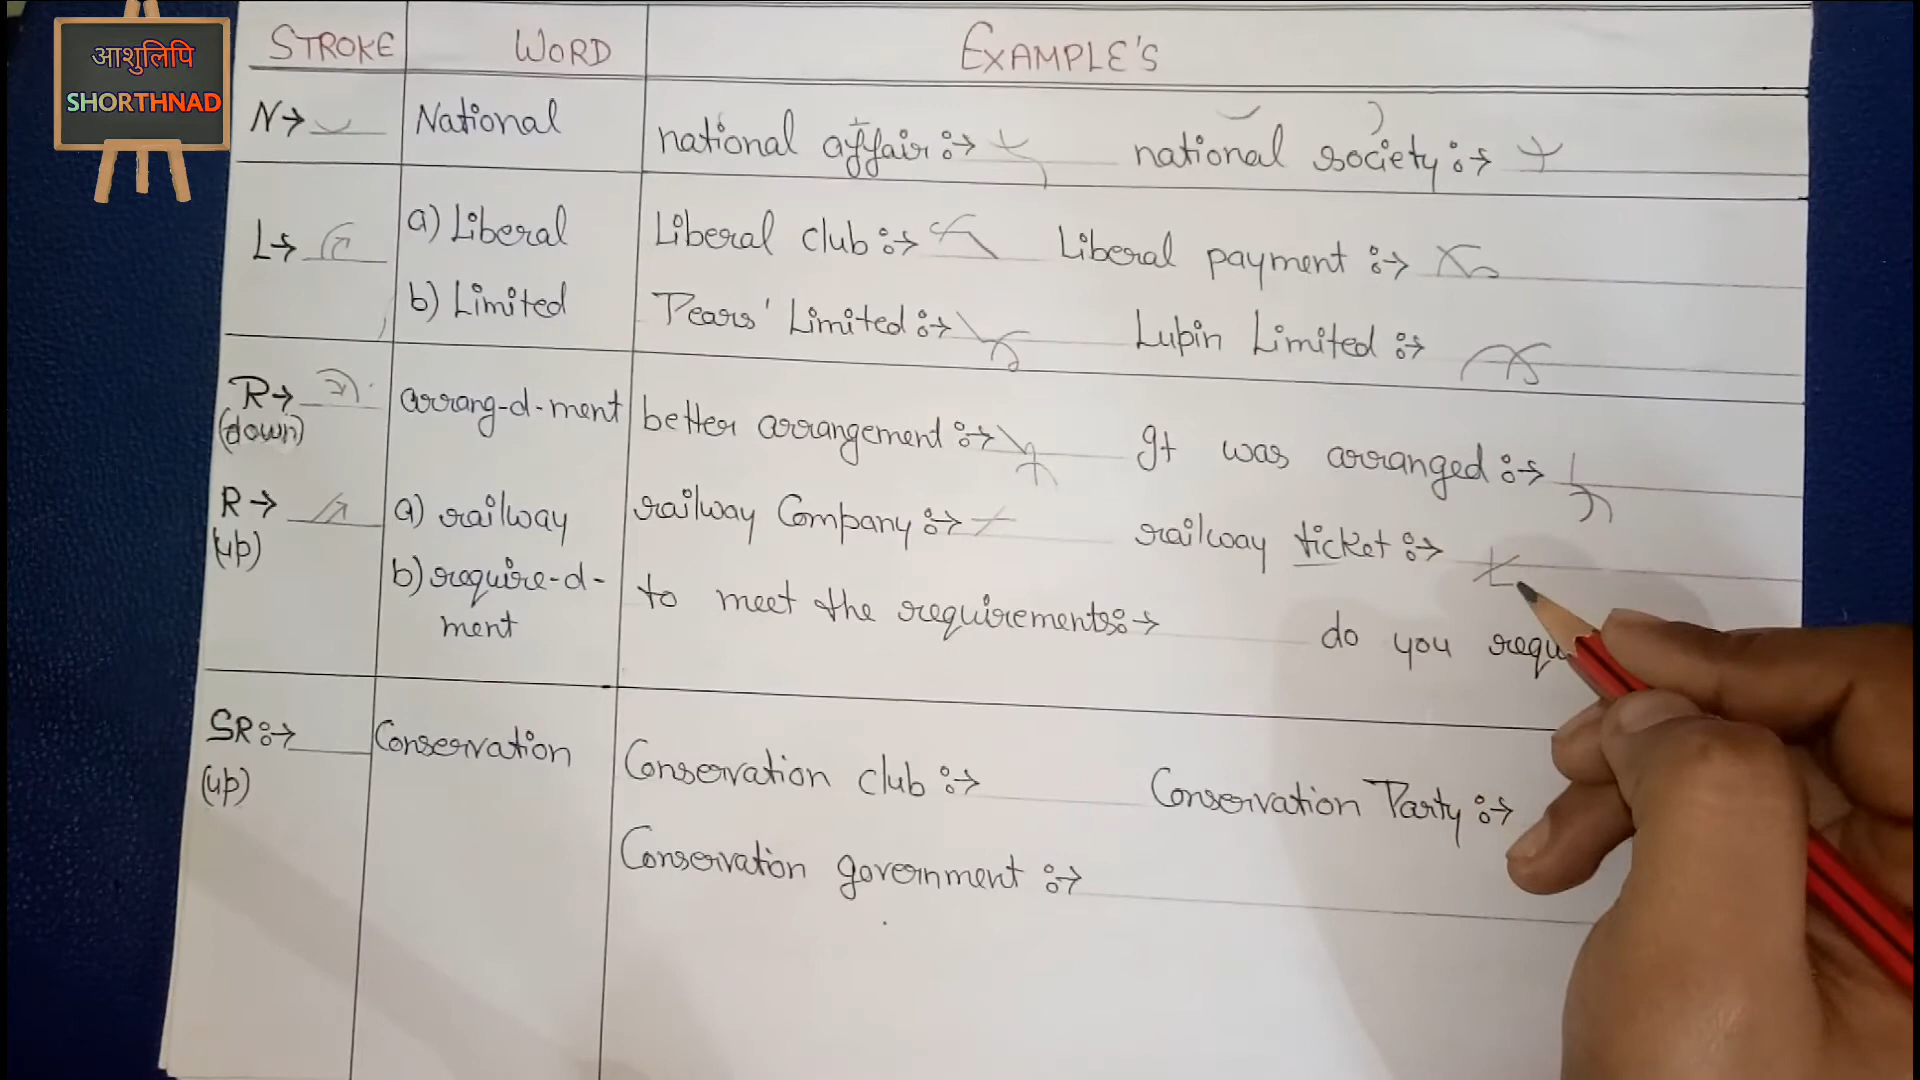 आशुलिपि
SHORTHNAD
STROKE WORD EXAMPLE'S
N→ National national affair :→ national society :→
L→ a) Liberal Liberal club :→ Liberal payment :→
b) Limited Pears' Limited :→ Lupin Limited :→
R→ (down) arrang-d-ment better arrangement :→ It was arranged :→
R→ (up) a) railway railway Company :→ railway ticket :→
b) require-d-ment to meet the requirements :→ do you
SR :→ (up) Conservation Conservation club :→ Conservation Party :→
Conservation government :→